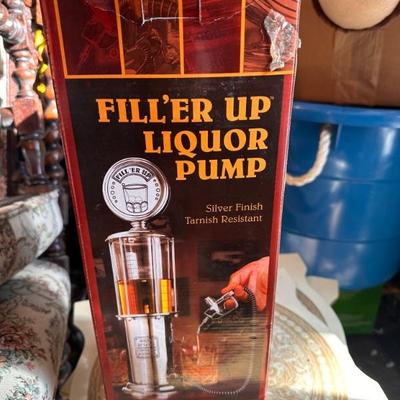 FILL'ER UP
LIQUOR
PUMP
Silver Finish
Tarnish Resistant
FILL'ER UP